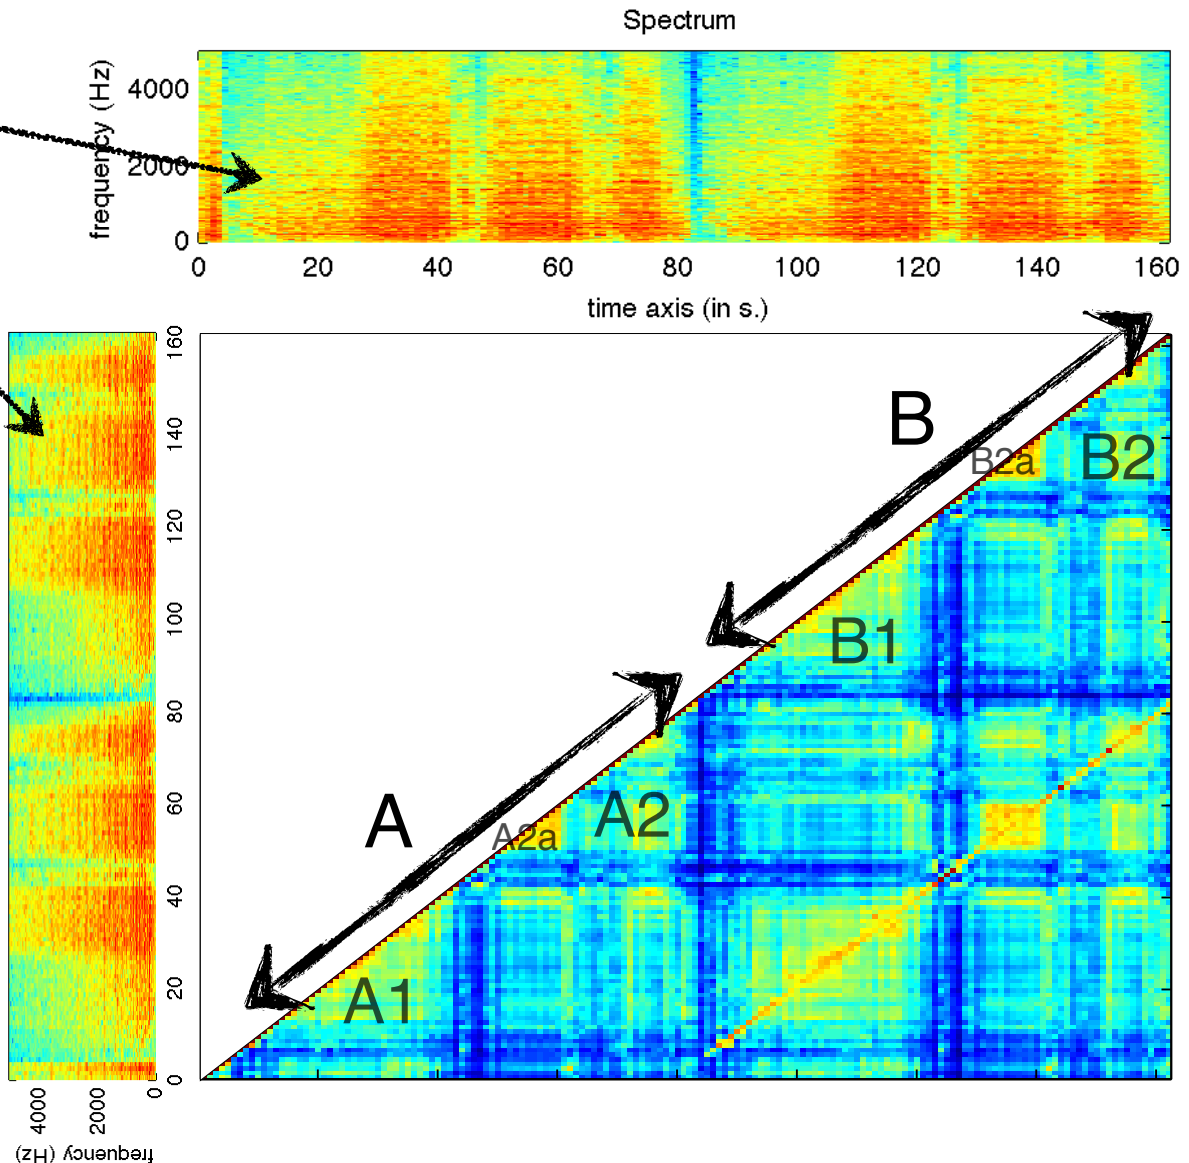 Spectrum
frequency (Hz)
4000
2000
0
0 20 40 60 80 100 120 140 160
time axis (in s.)
160
140
120
100
80
60
40
20
0
4000 2000 0
frequency (Hz)
B
B2a
B2
B1
A
A2a
A2
A1